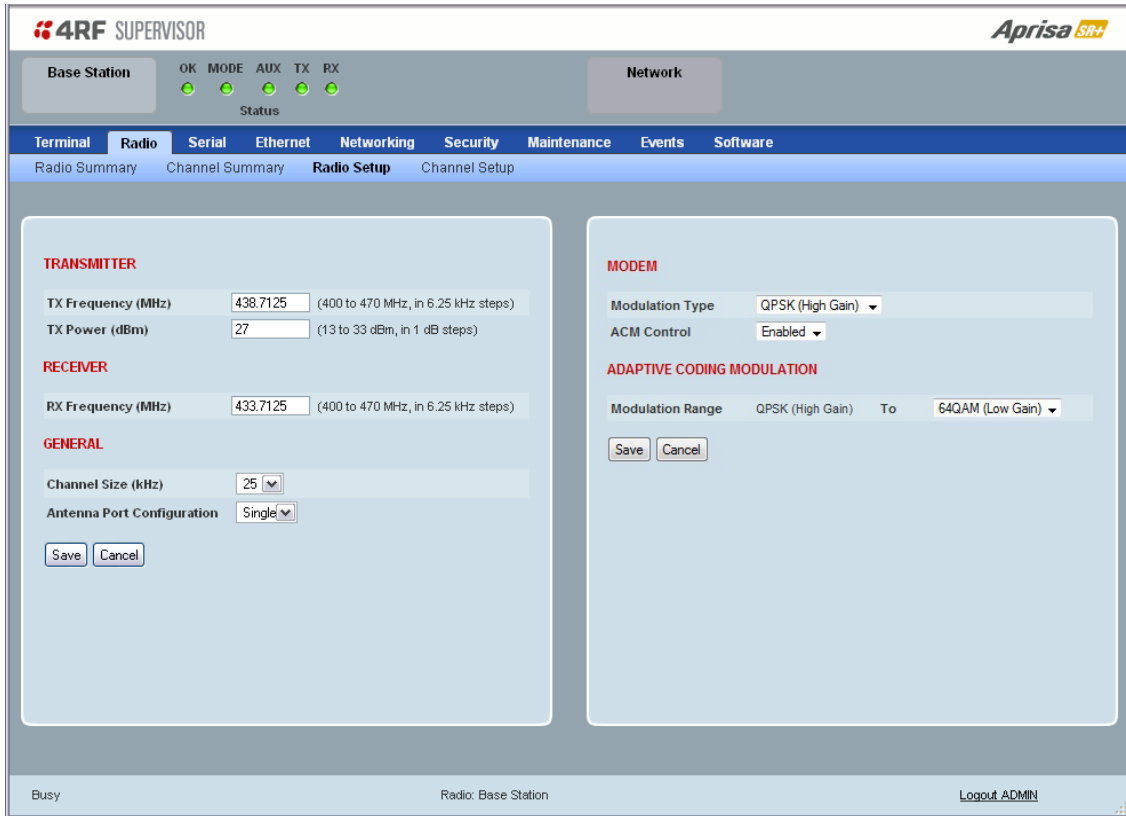 4RF SUPERVISOR
Aprisa SR+
Base Station
OK MODE AUX TX RX
Status
Network
Terminal Radio Serial Ethernet Networking Security Maintenance Events Software
Radio Summary Channel Summary Radio Setup Channel Setup
TRANSMITTER
TX Frequency (MHz) 438.7125 (400 to 470 MHz, in 6.25 kHz steps)
TX Power (dBm) 27 (13 to 33 dBm, in 1 dB steps)
RECEIVER
RX Frequency (MHz) 433.7125 (400 to 470 MHz, in 6.25 kHz steps)
GENERAL
Channel Size (kHz) 25
Antenna Port Configuration Single
Save Cancel
MODEM
Modulation Type QPSK (High Gain)
ACM Control Enabled
ADAPTIVE CODING MODULATION
Modulation Range QPSK (High Gain) To 64QAM (Low Gain)
Save Cancel
Busy
Radio: Base Station
Logout ADMIN